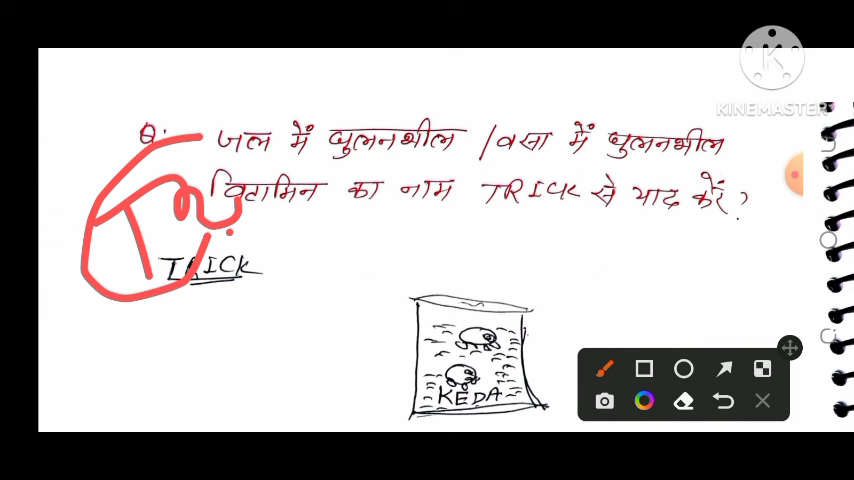 KINEMASTER
Q. जल में घुलनशील / वसा में घुलनशील
विटामिन का नाम TRICK से याद करें ?
TRICK
KEDA